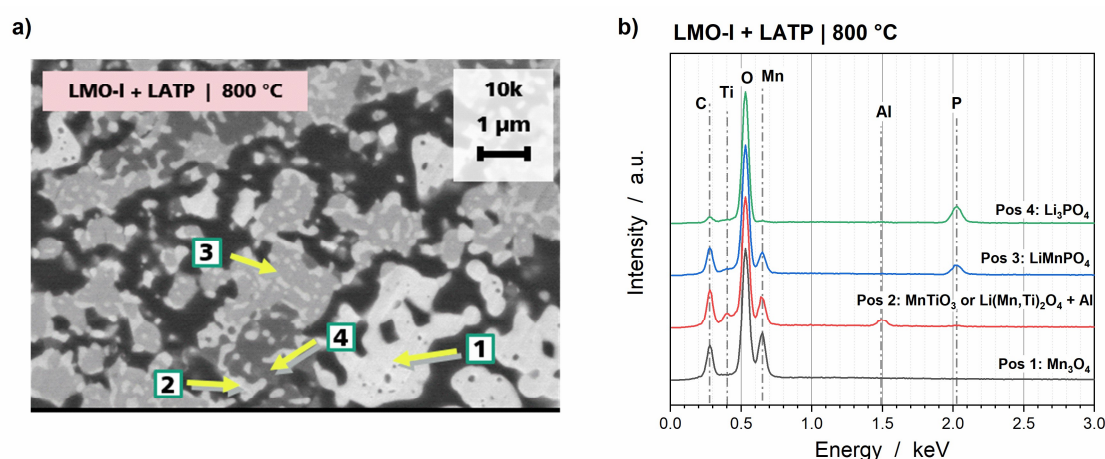 a)
LMO-I + LATP | 800 °C
10k
1 µm
3
4
1
2
b)
LMO-I + LATP | 800 °C
Intensity / a.u.
C
Ti
O
Mn
Al
P
Pos 4: Li₃PO₄
Pos 3: LiMnPO₄
Pos 2: MnTiO₃ or Li(Mn,Ti)₂O₄ + Al
Pos 1: Mn₃O₄
0.0 0.5 1.0 1.5 2.0 2.5 3.0
Energy / keV